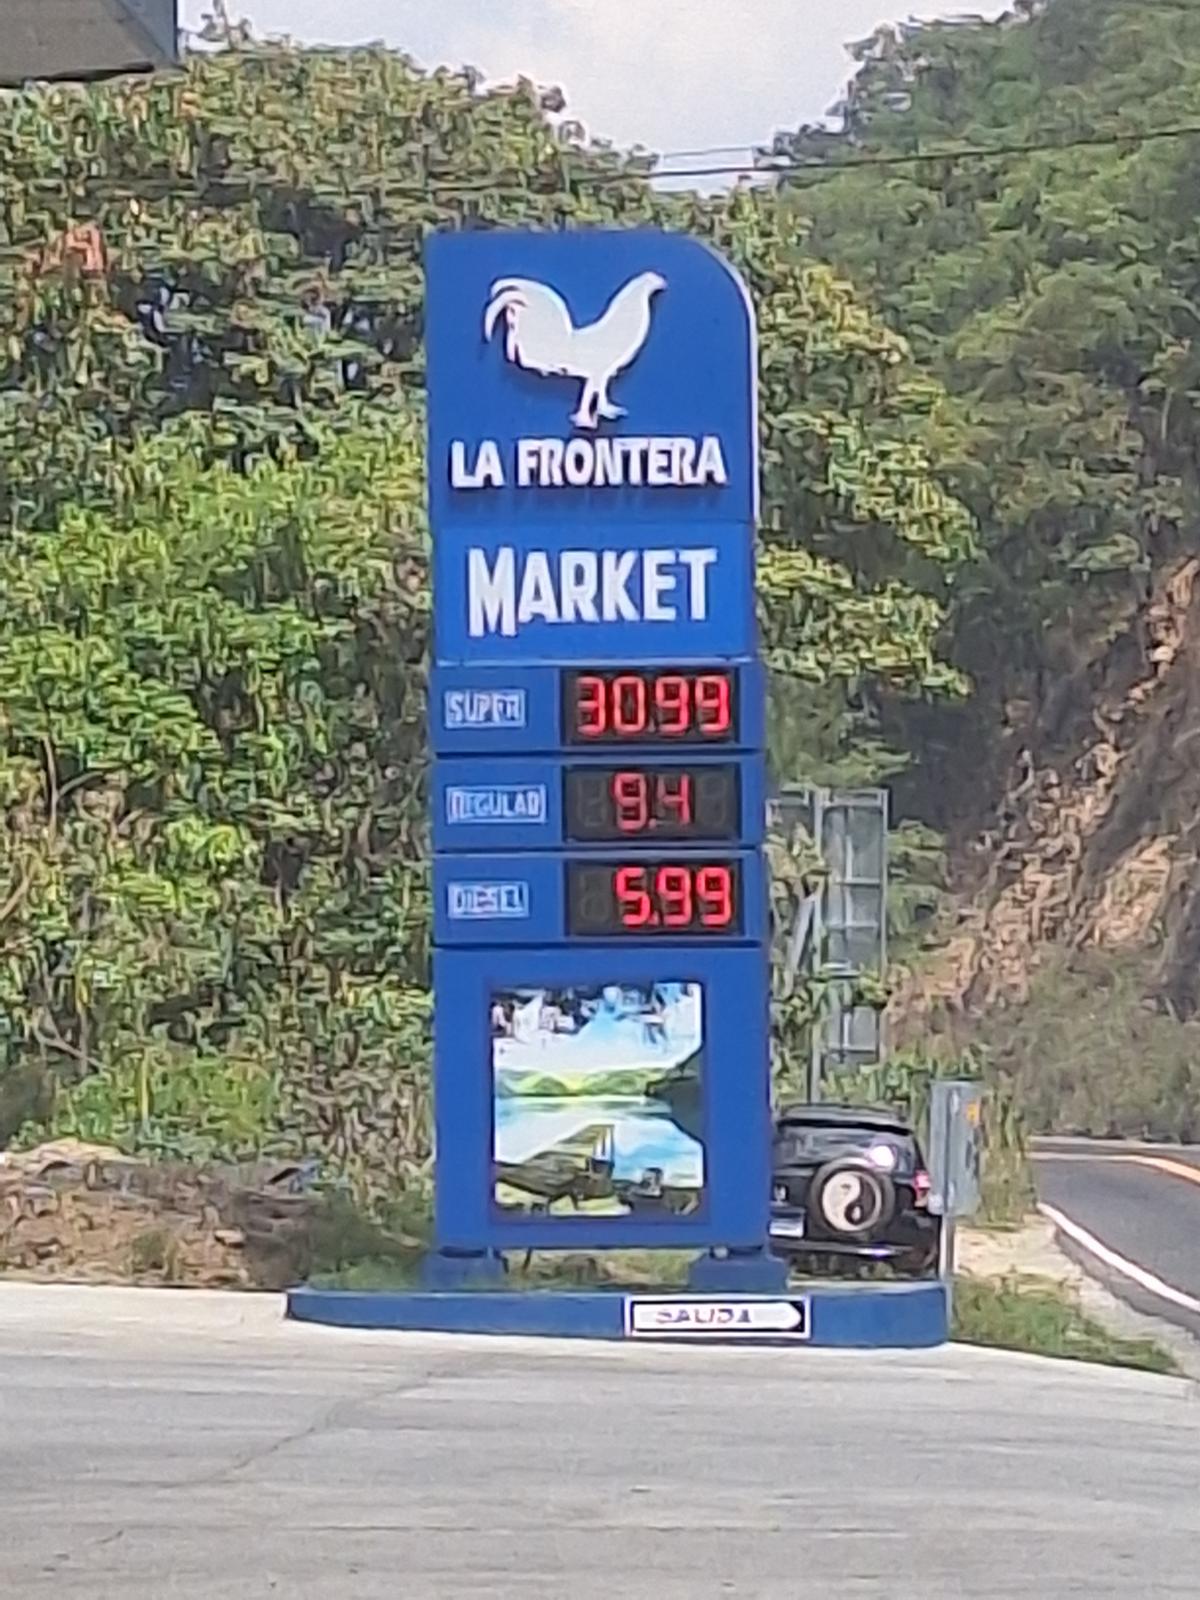 LA FRONTERA
MARKET
SUPER 30.99
REGULAR 9.4
DIESEL 5.99
SALIDA